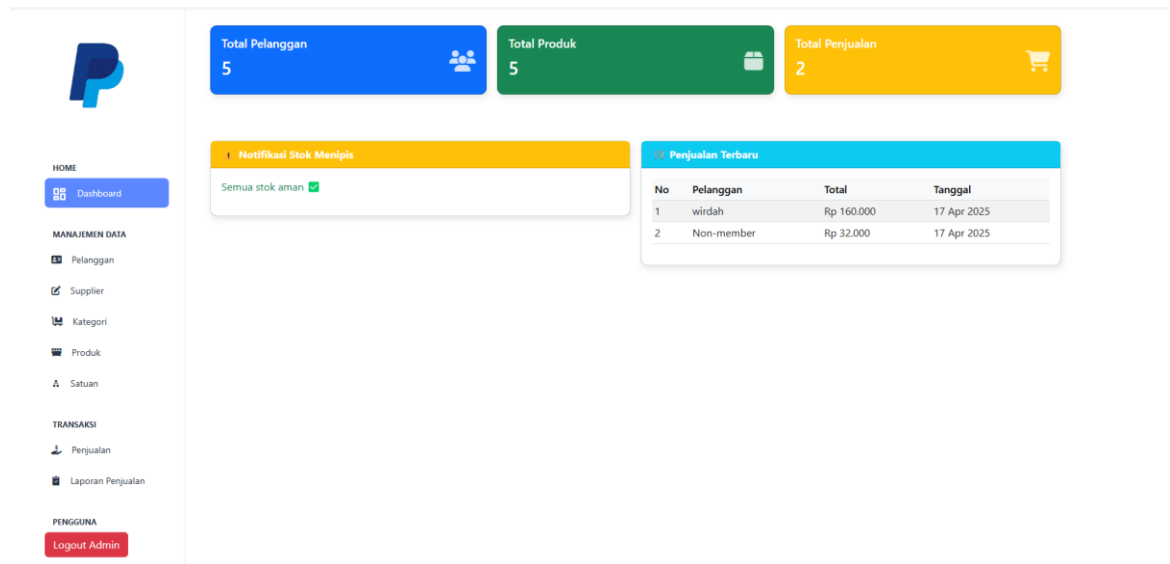 Total Pelanggan
5
Total Produk
5
Total Penjualan
2
HOME
Dashboard
MANAJEMEN DATA
Pelanggan
Supplier
Kategori
Produk
Satuan
TRANSAKSI
Penjualan
Laporan Penjualan
PENGGUNA
Logout Admin
Notifikasi Stok Menipis
Semua stok aman ✅
Penjualan Terbaru
No Pelanggan Total Tanggal
1 wirdah Rp 160.000 17 Apr 2025
2 Non-member Rp 32.000 17 Apr 2025